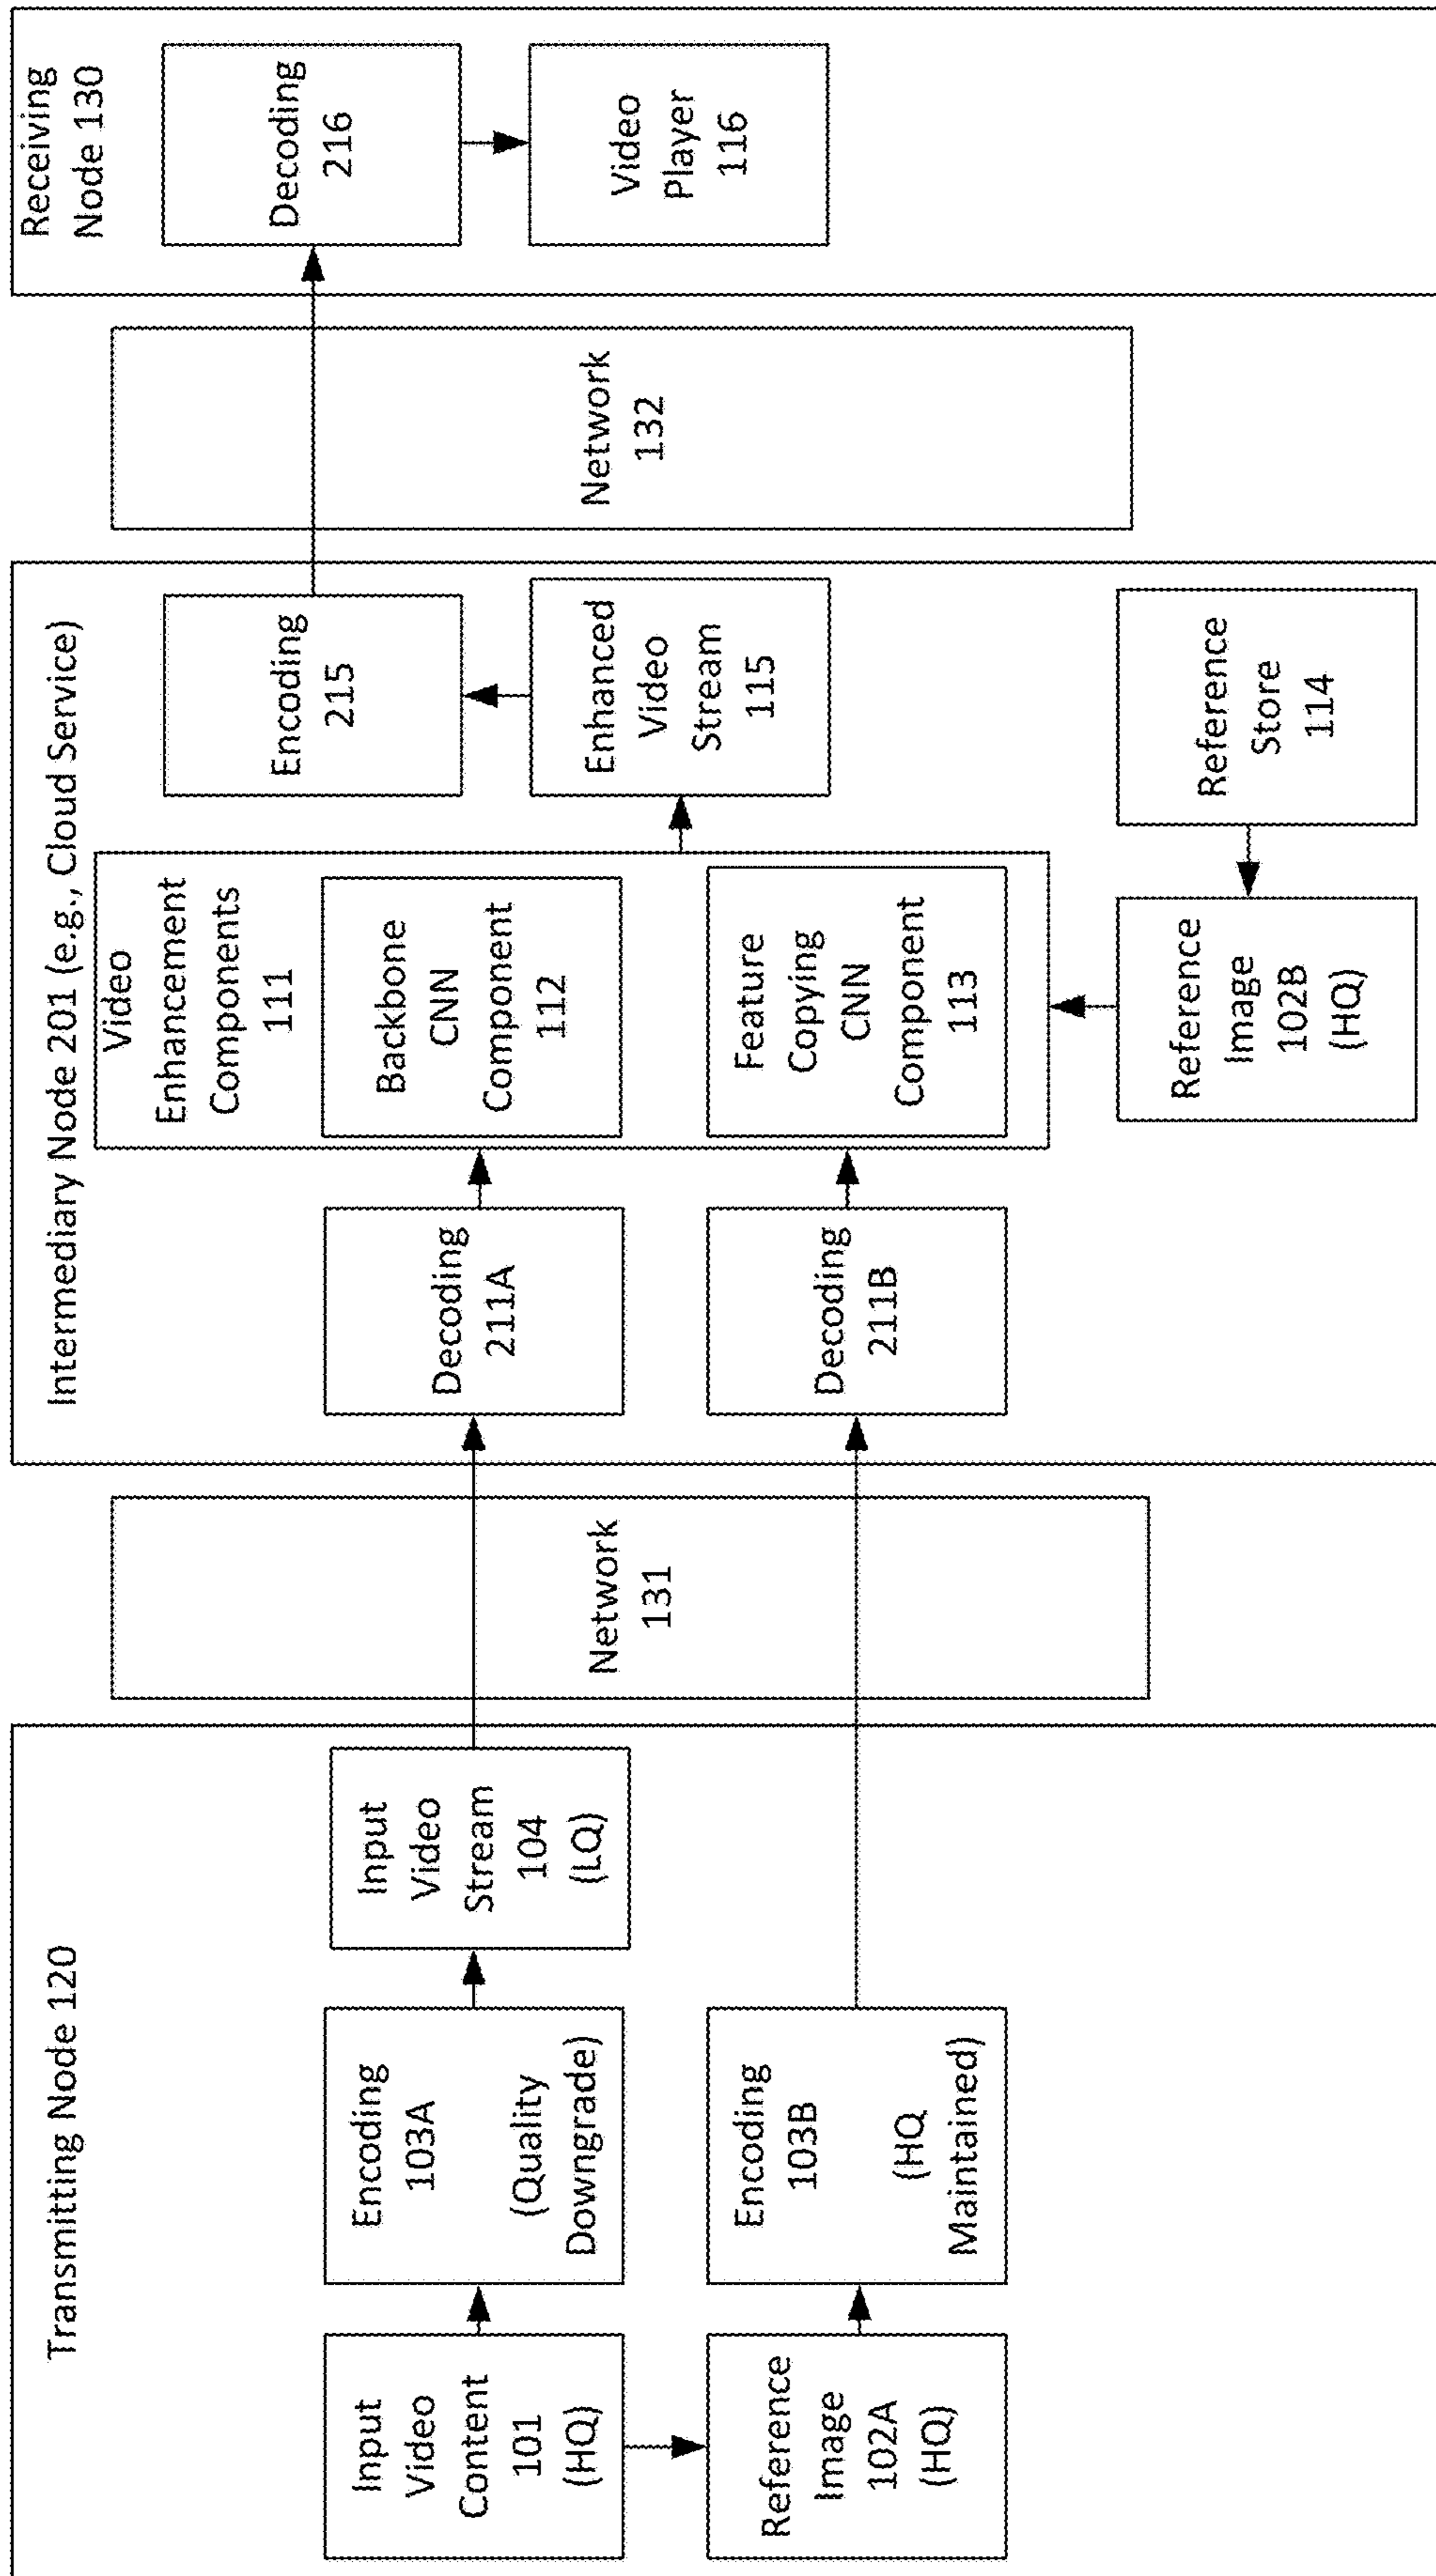 Transmitting Node 120
Input
Video
Content
101
(HQ)
Encoding
103A
(Quality
Downgrade)
Input
Video
Stream
104
(LQ)
Reference
Image
102A
(HQ)
Encoding
103B
(HQ
Maintained)
Network
131
Intermediary Node 201 (e.g., Cloud Service)
Decoding
211A
Decoding
211B
Video
Enhancement
Components
111
Backbone
CNN
Component
112
Feature
Copying
CNN
Component
113
Reference
Image
102B
(HQ)
Reference
Store
114
Encoding
215
Enhanced
Video
Stream
115
Network
132
Receiving
Node 130
Decoding
216
Video
Player
116